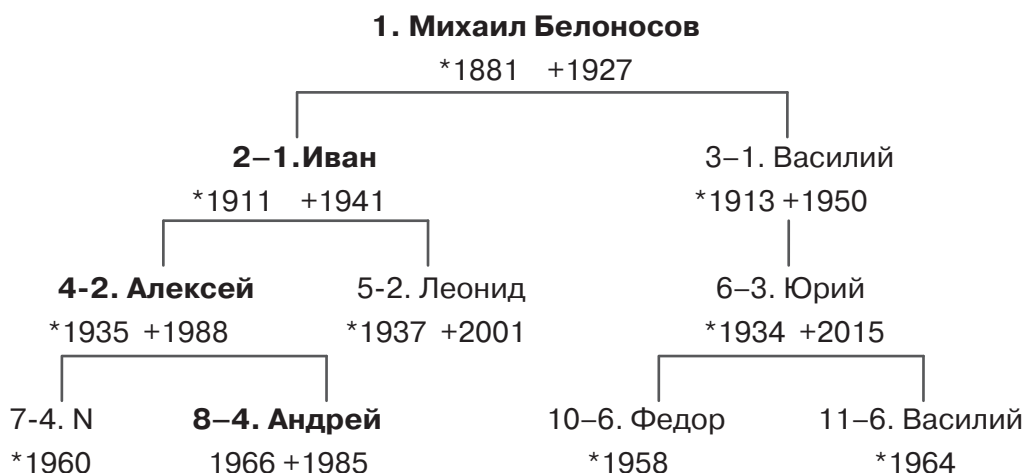 1. Михаил Белоносов
*1881 +1927
2–1.Иван 3–1. Василий
*1911 +1941 *1913 +1950
4-2. Алексей 5-2. Леонид 6–3. Юрий
*1935 +1988 *1937 +2001 *1934 +2015
7-4. N 8–4. Андрей 10–6. Федор 11–6. Василий
*1960 1966 +1985 *1958 *1964